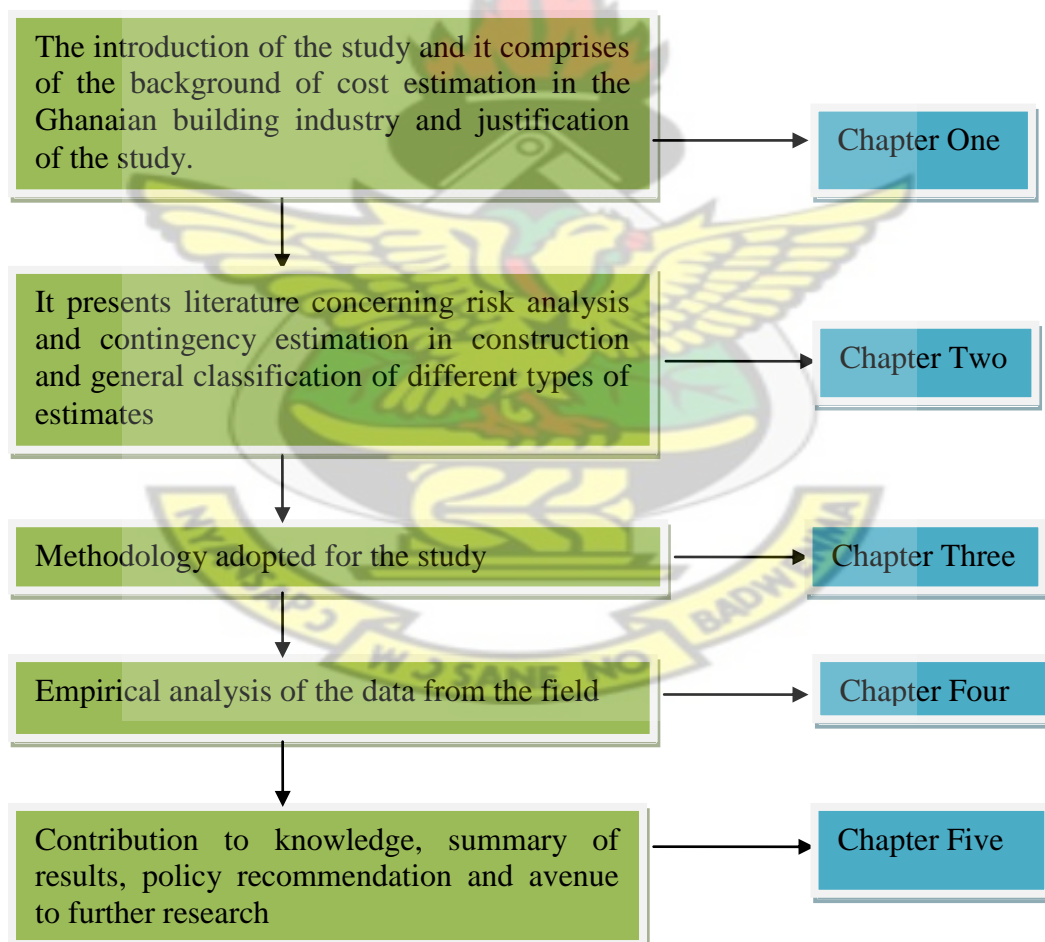 The introduction of the study and it comprises
of the background of cost estimation in the
Ghanaian building industry and justification
of the study.
Chapter One
It presents literature concerning risk analysis
and contingency estimation in construction
and general classification of different types of
estimates
Chapter Two
Methodology adopted for the study
Chapter Three
Empirical analysis of the data from the field
Chapter Four
Contribution to knowledge, summary of
results, policy recommendation and avenue
to further research
Chapter Five
W Ɔ SANE NO
BADWENMA